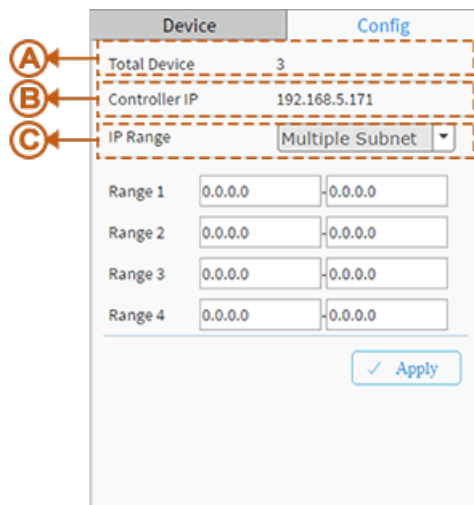 Device Config
A Total Device 3
B Controller IP 192.168.5.171
C IP Range Multiple Subnet
Range 1 0.0.0.0 -0.0.0.0
Range 2 0.0.0.0 -0.0.0.0
Range 3 0.0.0.0 -0.0.0.0
Range 4 0.0.0.0 -0.0.0.0
Apply